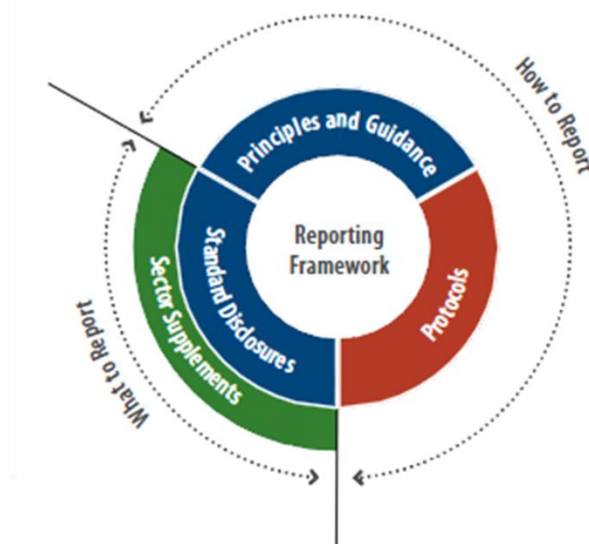 How to Report
Principles and Guidance
Reporting
Framework
Standard Disclosures
Sector Supplements
Protocols
What to Report